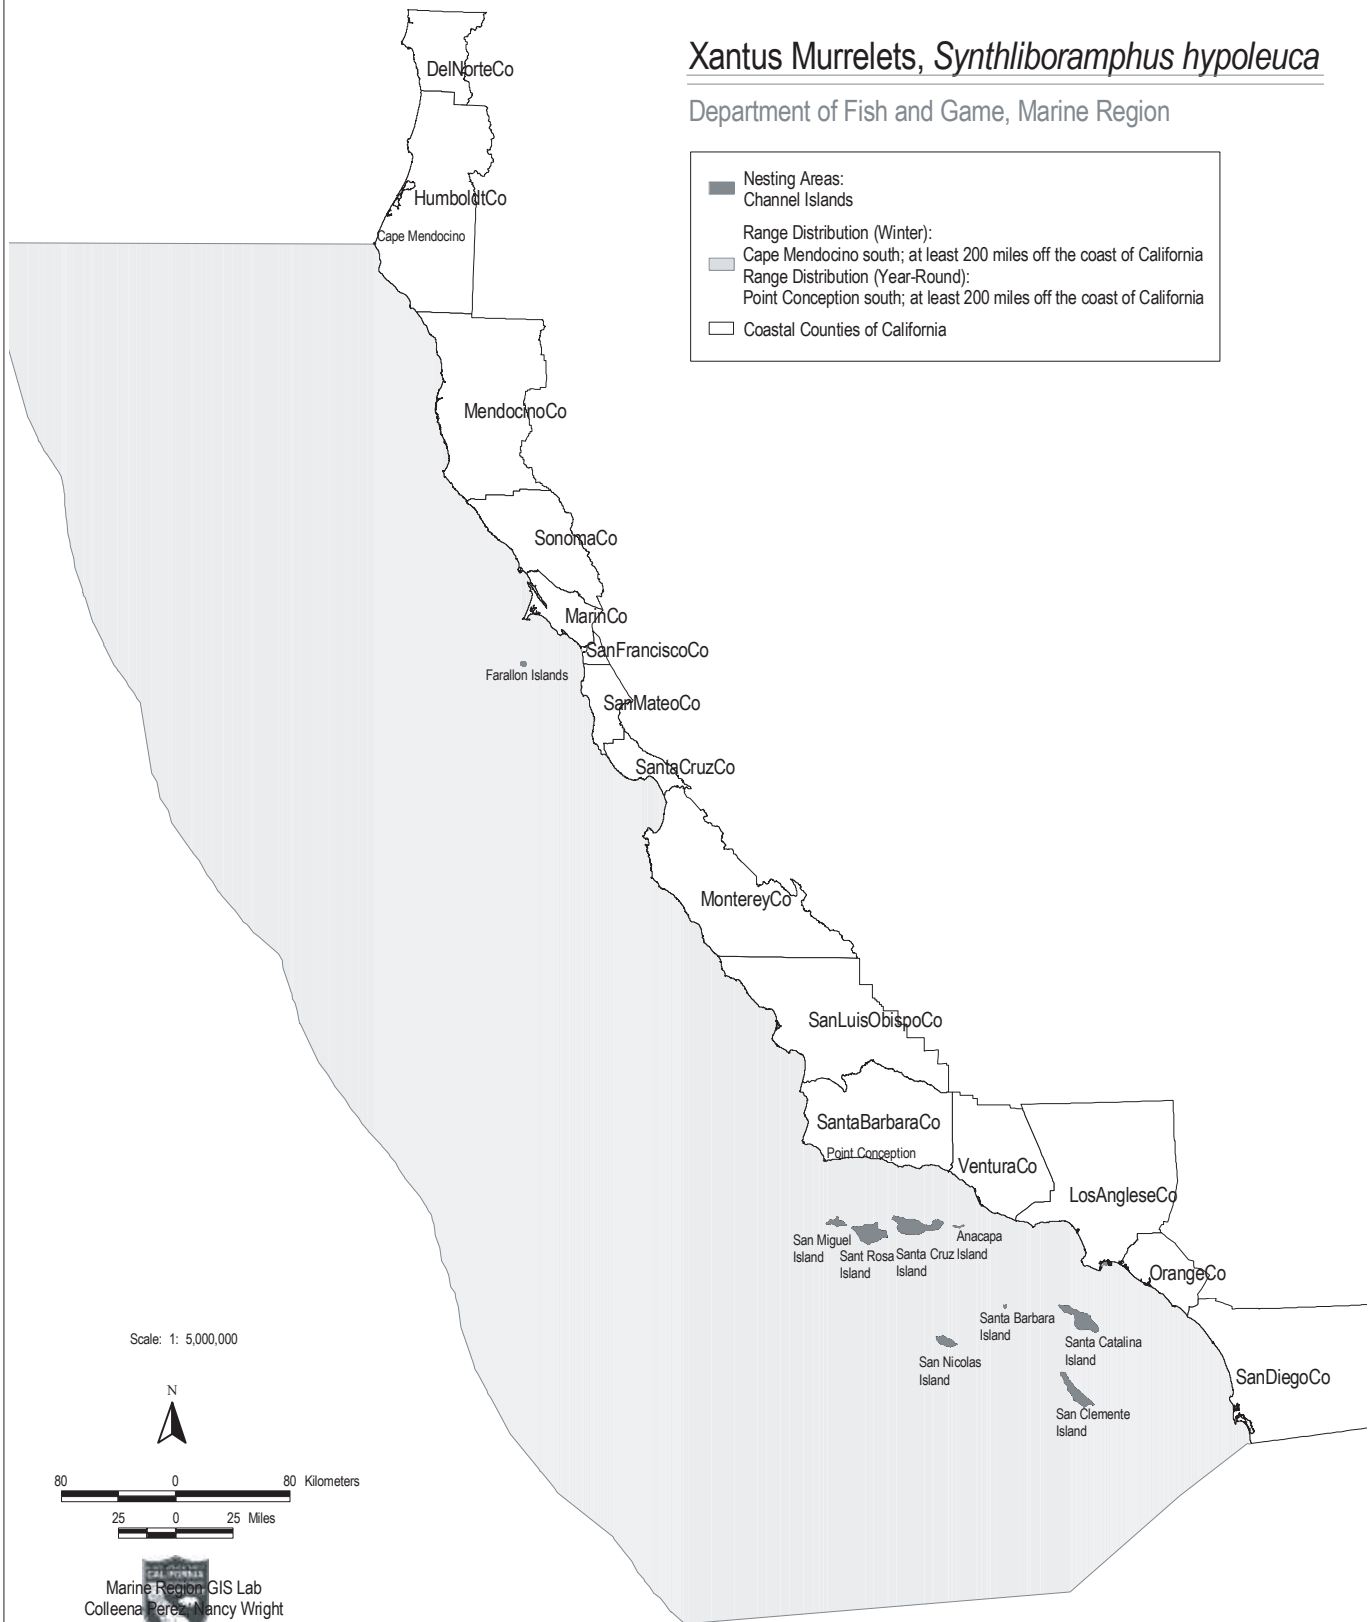 Xantus Murrelets, Synthliboramphus hypoleuca
Department of Fish and Game, Marine Region
Nesting Areas:
Channel Islands
Range Distribution (Winter):
Cape Mendocino south; at least 200 miles off the coast of California
Range Distribution (Year-Round):
Point Conception south; at least 200 miles off the coast of California
Coastal Counties of California
DelNorteCo
HumboldtCo
Cape Mendocino
MendocinoCo
SonomaCo
MarinCo
SanFranciscoCo
Farallon Islands
SanMateoCo
SantaCruzCo
MontereyCo
SanLuisObispoCo
SantaBarbaraCo
Point Conception
VenturaCo
LosAngleseCo
OrangeCo
SanDiegoCo
San Miguel
Island
Sant Rosa
Island
Santa Cruz
Island
Anacapa
Island
Santa Barbara
Island
Santa Catalina
Island
San Nicolas
Island
San Clemente
Island
Scale: 1: 5,000,000
N
80 0 80 Kilometers
25 0 25 Miles
CALIFORNIA
Marine Region GIS Lab
Colleena Perez, Nancy Wright